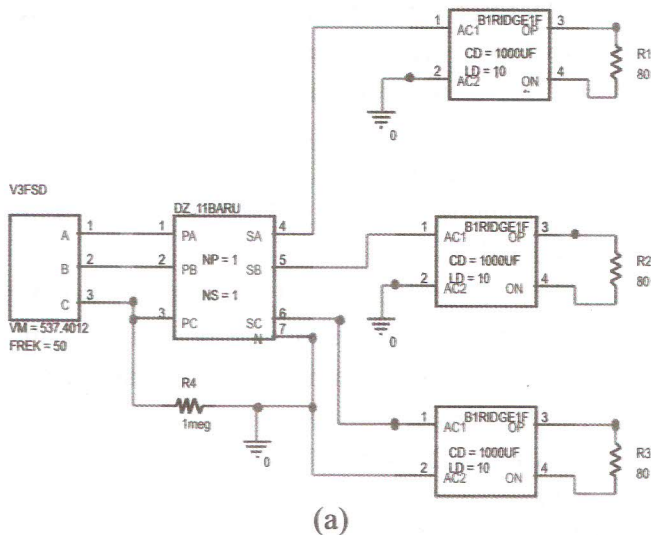 1 B1RIDGE1F 3
AC1 OP
CD = 1000UF
LD = 10
2 AC2 ON 4
R1
80
0
V3FSD
A 1
B 2
C 3
VM = 537.4012
FREK = 50
DZ_11BARU
1 PA SA 4
2 PB SB 5
3 PC SC 6
N 7
NP = 1
NS = 1
1 B1RIDGE1F 3
AC1 OP
CD = 1000UF
LD = 10
2 AC2 ON 4
R2
80
0
R4
1meg
0
1 B1RIDGE1F 3
AC1 OP
CD = 1000UF
LD = 10
2 AC2 ON 4
R3
80
(a)